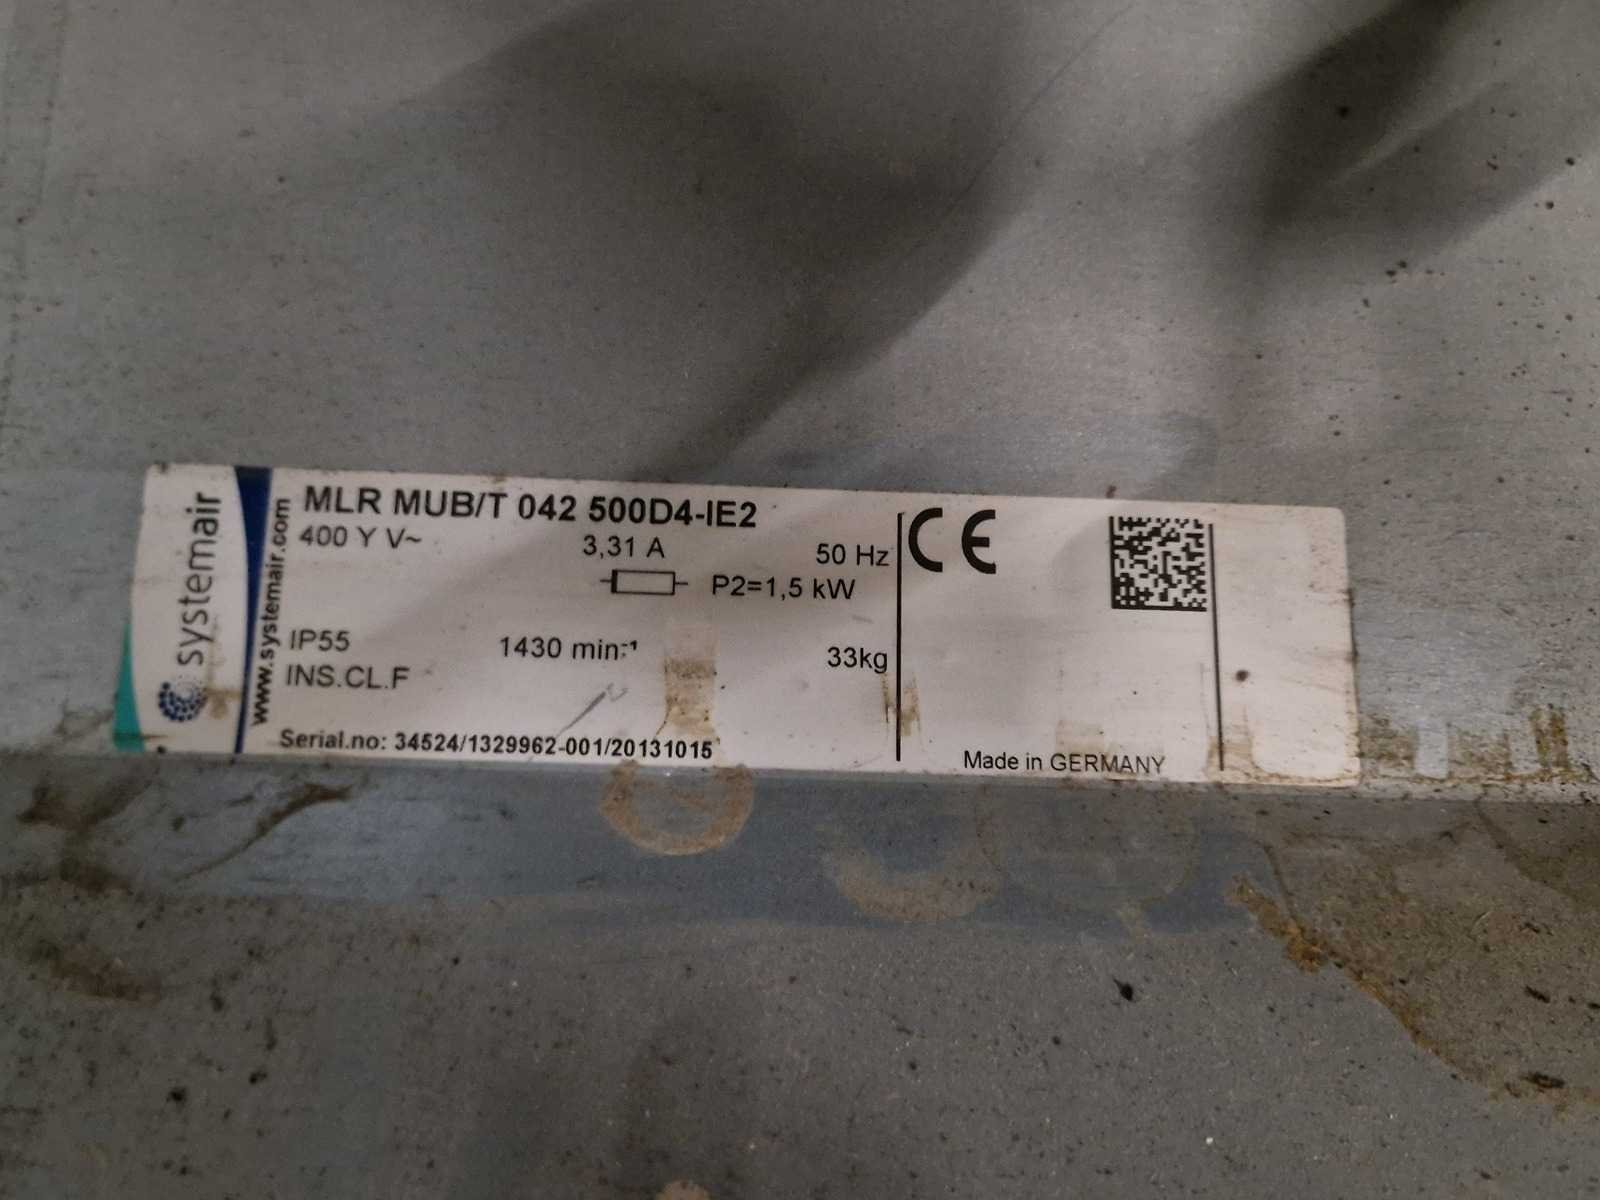 systemair
www.systemair.com
MLR MUB/T 042 500D4-IE2
400 Y V~ 3,31 A 50 Hz
P2=1,5 kW
IP55 1430 min-¹ 33kg
INS.CL.F
Serial.no: 34524/1329962-001/20131015
CE
Made in GERMANY